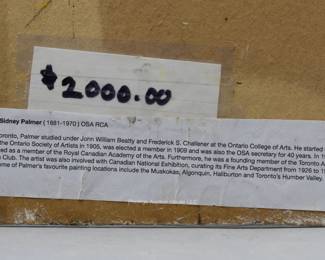 $2000.00
Sidney Palmer ( 1881-1970 ) OSA RCA
oronto, Palmer studied under John William Beatty and Frederick S. Challener at the Ontario College of Arts. He started
the Ontario Society of Artists in 1905, was elected a member in 1909 and was also the OSA secretary for 40 years. In 19
ed as a member of the Royal Canadian Academy of the Arts. Furthermore, he was a founding member of the Toronto A
Club. The artist was also involved with Canadian National Exhibition, curating its Fine Arts Department from 1926 to 19
ome of Palmer's favourite painting locations include the Muskokas, Algonquin, Haliburton and Toronto's Humber Valley.
LLC